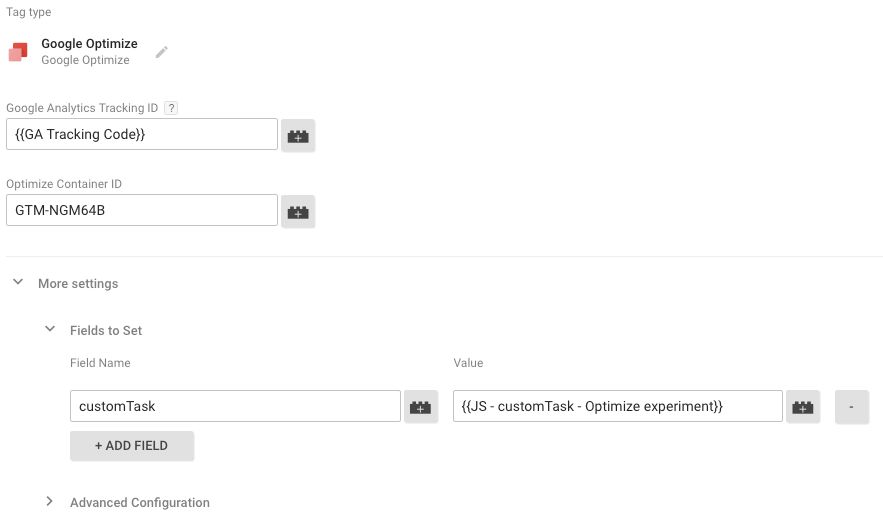 Tag type
Google Optimize
Google Optimize
Google Analytics Tracking ID ?
{{GA Tracking Code}}
Optimize Container ID
GTM-NGM64B
More settings
Fields to Set
Field Name Value
customTask {{JS - customTask - Optimize experiment}} -
+ ADD FIELD
Advanced Configuration